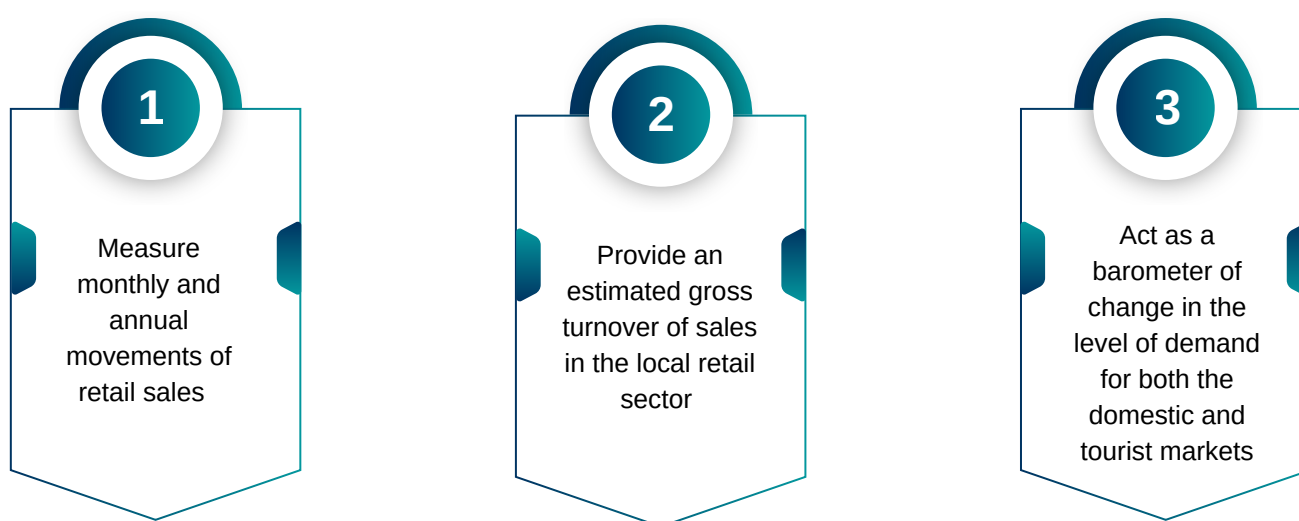 1
Measure
monthly and
annual
movements of
retail sales
2
Provide an
estimated gross
turnover of sales
in the local retail
sector
3
Act as a
barometer of
change in the
level of demand
for both the
domestic and
tourist markets